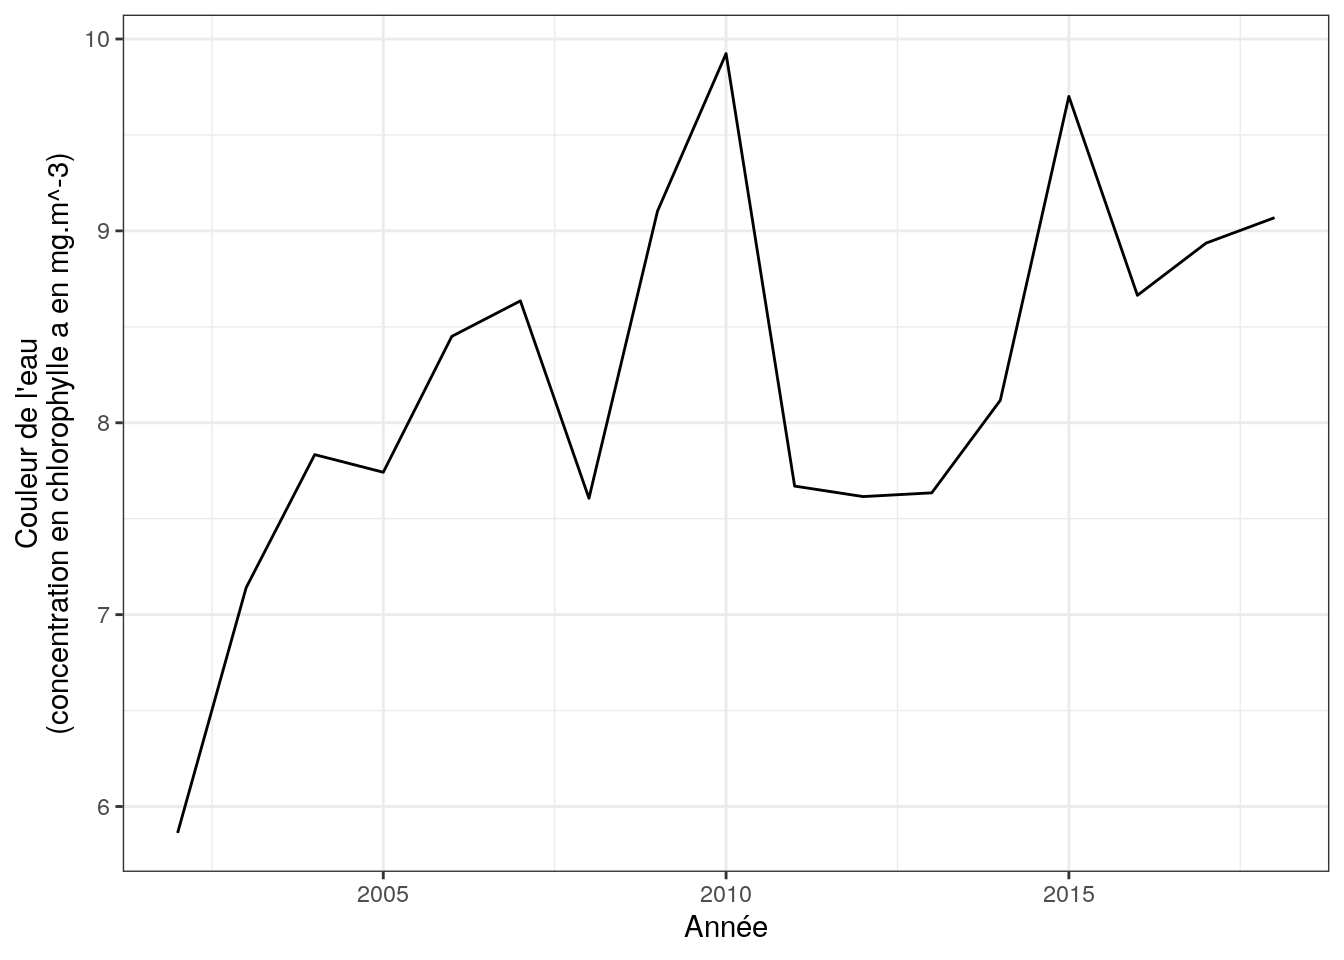 Couleur de l'eau
(concentration en chlorophylle a en mg.m^-3)
10
9
8
7
6
2005
2010
2015
Année